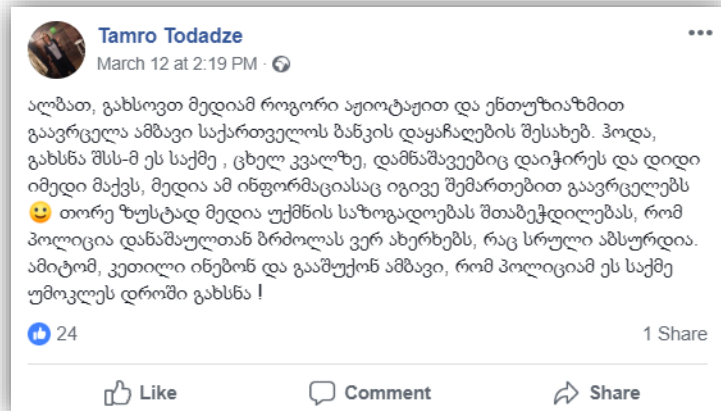 Tamro Todadze
March 12 at 2:19 PM ·
ალბათ, გახსოვთ მედიამ როგორი აჟიოტაჟით და ენთუზიაზმით
გაავრცელა ამბავი საქართველოს ბანკის დაყაჩაღების შესახებ. ჰოდა,
გახსნა შსს-მ ეს საქმე , ცხელ კვალზე, დამნაშავეებიც დაიჭირეს და დიდი
იმედი მაქვს, მედია ამ ინფორმაციასაც იგივე შემართებით გაავრცელებს
🙂 თორე ზუსტად მედია უქმნის საზოგადოებას შთაბეჭდილებას, რომ
პოლიცია დანაშაულთან ბრძოლას ვერ ახერხებს, რაც სრული აბსურდია.
ამიტომ, კეთილი ინებონ და გააშუქონ ამბავი, რომ პოლიციამ ეს საქმე
უმოკლეს დროში გახსნა !
24 1 Share
Like Comment Share